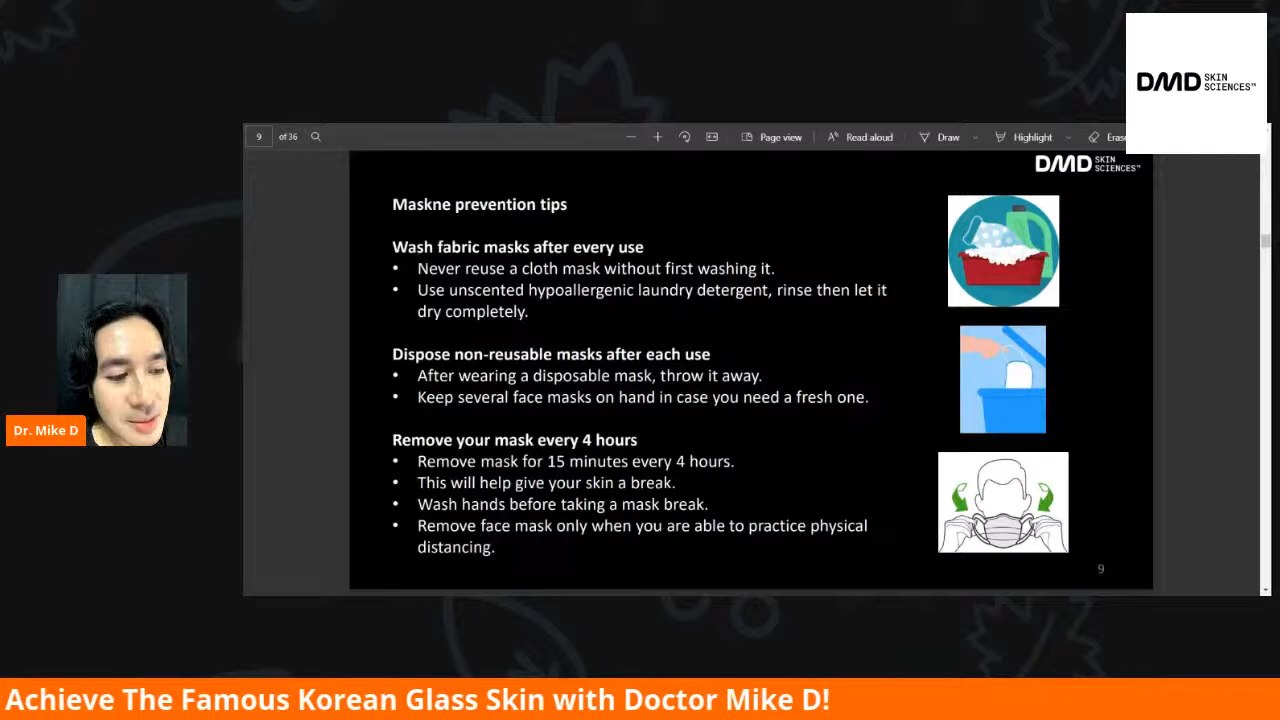 DMD SKIN SCIENCES™
9 of 36
Page view
Read aloud
Draw
Highlight
DMD SKIN SCIENCES™
Maskne prevention tips
Wash fabric masks after every use
• Never reuse a cloth mask without first washing it.
• Use unscented hypoallergenic laundry detergent, rinse then let it
dry completely.
Dispose non-reusable masks after each use
• After wearing a disposable mask, throw it away.
• Keep several face masks on hand in case you need a fresh one.
Remove your mask every 4 hours
• Remove mask for 15 minutes every 4 hours.
• This will help give your skin a break.
• Wash hands before taking a mask break.
• Remove face mask only when you are able to practice physical
distancing.
9
Dr. Mike D
Achieve The Famous Korean Glass Skin with Doctor Mike D!